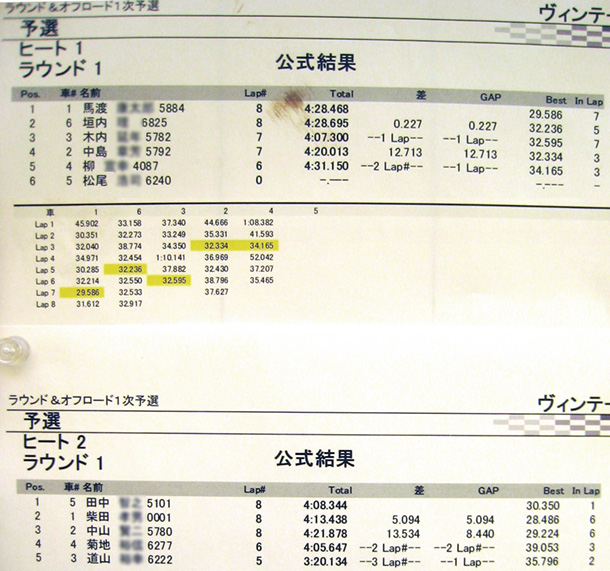 ラウンド&オフロード1次予選
ヴィンテー
予選
ヒート 1
ラウンド 1
公式結果
Pos. 車# 名前 Lap# Total 差 GAP Best In Lap
1 1 馬渡 5884 8 4:28.468 29.586 7
2 6 垣内 6825 8 4:28.695 0.227 0.227 32.236 5
3 3 木内 5782 7 4:07.300 --1 Lap-- --1 Lap-- 32.595 7
4 2 中島 5792 7 4:20.013 12.713 12.713 32.334 3
5 4 柳 4087 6 4:31.150 --2 Lap#-- --1 Lap-- 34.165 3
6 5 松尾 6240 0 -.--- -.--- -
車 1 6 3 2 4 5
Lap 1 45.902 33.158 37.340 44.666 1:08.382
Lap 2 30.351 32.273 33.249 35.331 41.593
Lap 3 32.040 38.774 34.350 32.334 34.165
Lap 4 34.971 32.454 1:10.141 36.969 52.042
Lap 5 30.285 32.236 37.882 32.430 37.207
Lap 6 32.214 32.550 32.595 38.796 35.465
Lap 7 29.586 32.533 37.627
Lap 8 31.612 32.917
ラウンド&オフロード1次予選
ヴィンテー
予選
ヒート 2
ラウンド 1
公式結果
Pos. 車# 名前 Lap# Total 差 GAP Best In Lap
1 5 田中 5101 8 4:08.344 30.350 1
2 1 柴田 0001 8 4:13.438 5.094 5.094 28.486 6
3 2 中山 5780 8 4:21.878 13.534 8.440 29.224 6
4 4 菊地 6277 6 4:05.647 --2 Lap#-- --2 Lap#-- 39.053 3
5 3 道山 6222 5 3:20.134 --3 Lap#-- --1 Lap-- 35.796 2